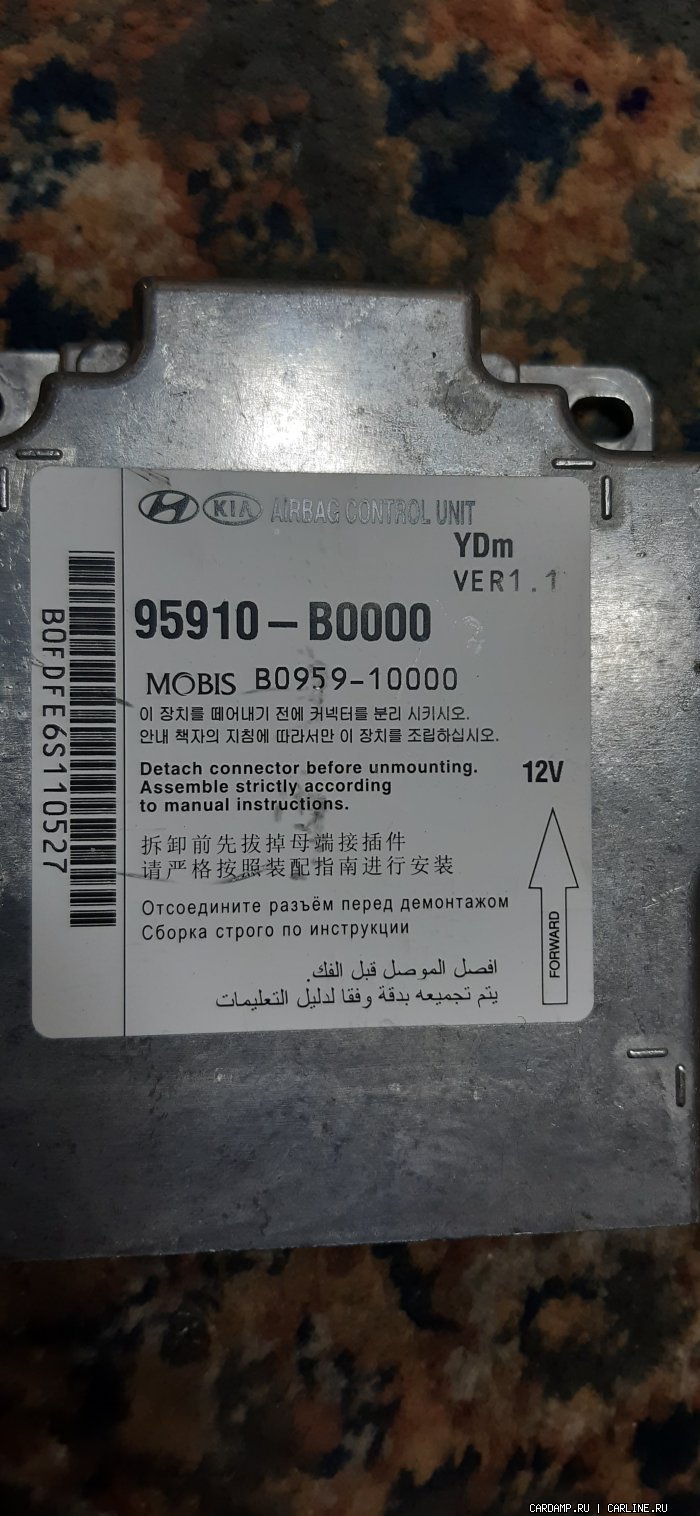 KIA AIRBAG CONTROL UNIT
YDm
VER1.1
95910-B0000
MOBIS B0959-10000
이 장치를 떼어내기 전에 커넥터를 분리 시키시오.
안내 책자의 지침에 따라서만 이 장치를 조립하십시오.
Detach connector before unmounting.
Assemble strictly according
to manual instructions.
12V
拆卸前先拔掉母端接插件
请严格按照装配指南进行安装
Отсоедините разъём перед демонтажом
Сборка строго по инструкции
افصل الموصل قبل الفك.
يتم تجميعه بدقة وفقا لدليل التعليمات
FORWARD
B0FDFE6S110527
CARDAMP.RU | CARLINE.RU